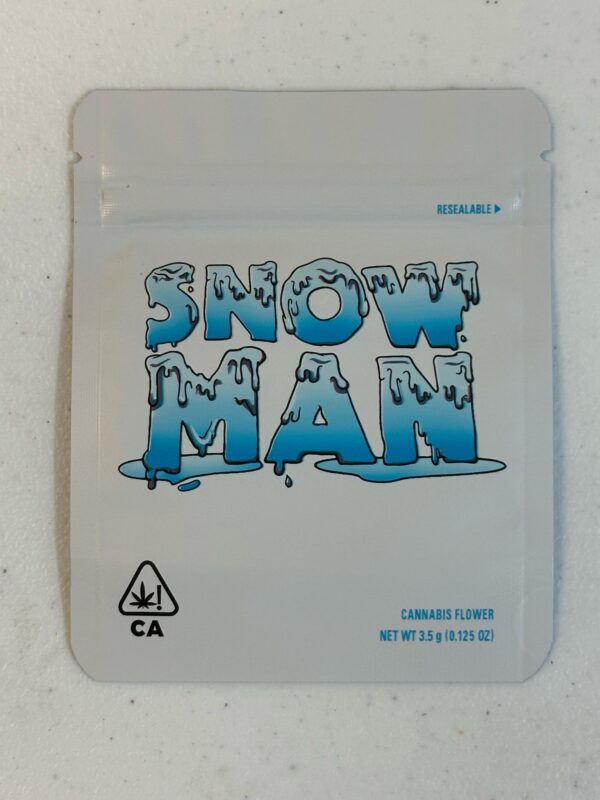 RESEALABLE
SNOW
MAN
CA
CANNABIS FLOWER
NET WT 3.5 g (0.125 OZ)